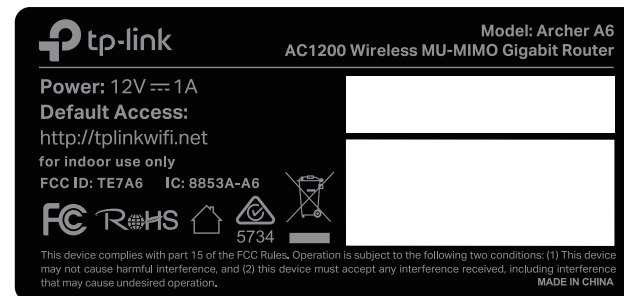 tp-link
Model: Archer A6
AC1200 Wireless MU-MIMO Gigabit Router
Power: 12V⎓1A
Default Access:
http://tplinkwifi.net
for indoor use only
FCC ID: TE7A6 IC: 8853A-A6
FC RoHS
5734
This device complies with part 15 of the FCC Rules. Operation is subject to the following two conditions: (1) This device
may not cause harmful interference, and (2) this device must accept any interference received, including interference
that may cause undesired operation.
MADE IN CHINA